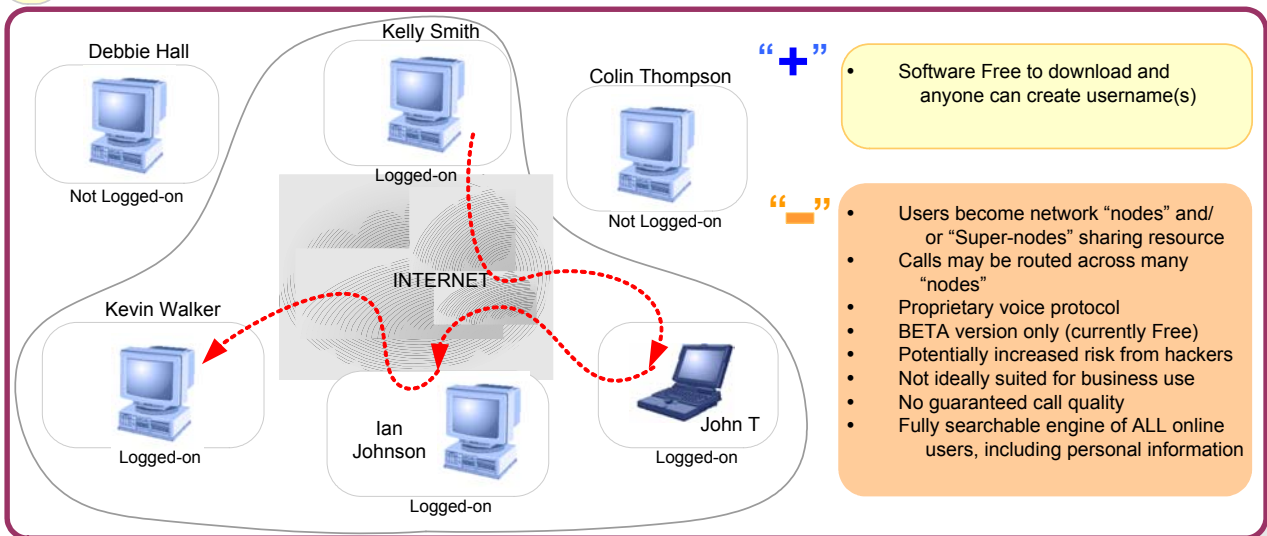 Debbie Hall
Not Logged-on
Kelly Smith
Logged-on
Colin Thompson
Not Logged-on
INTERNET
Kevin Walker
Logged-on
Ian
Johnson
Logged-on
John T
Logged-on
“+”
• Software Free to download and
anyone can create username(s)
“-”
• Users become network “nodes” and/
or “Super-nodes” sharing resource
• Calls may be routed across many
“nodes”
• Proprietary voice protocol
• BETA version only (currently Free)
• Potentially increased risk from hackers
• Not ideally suited for business use
• No guaranteed call quality
• Fully searchable engine of ALL online
users, including personal information